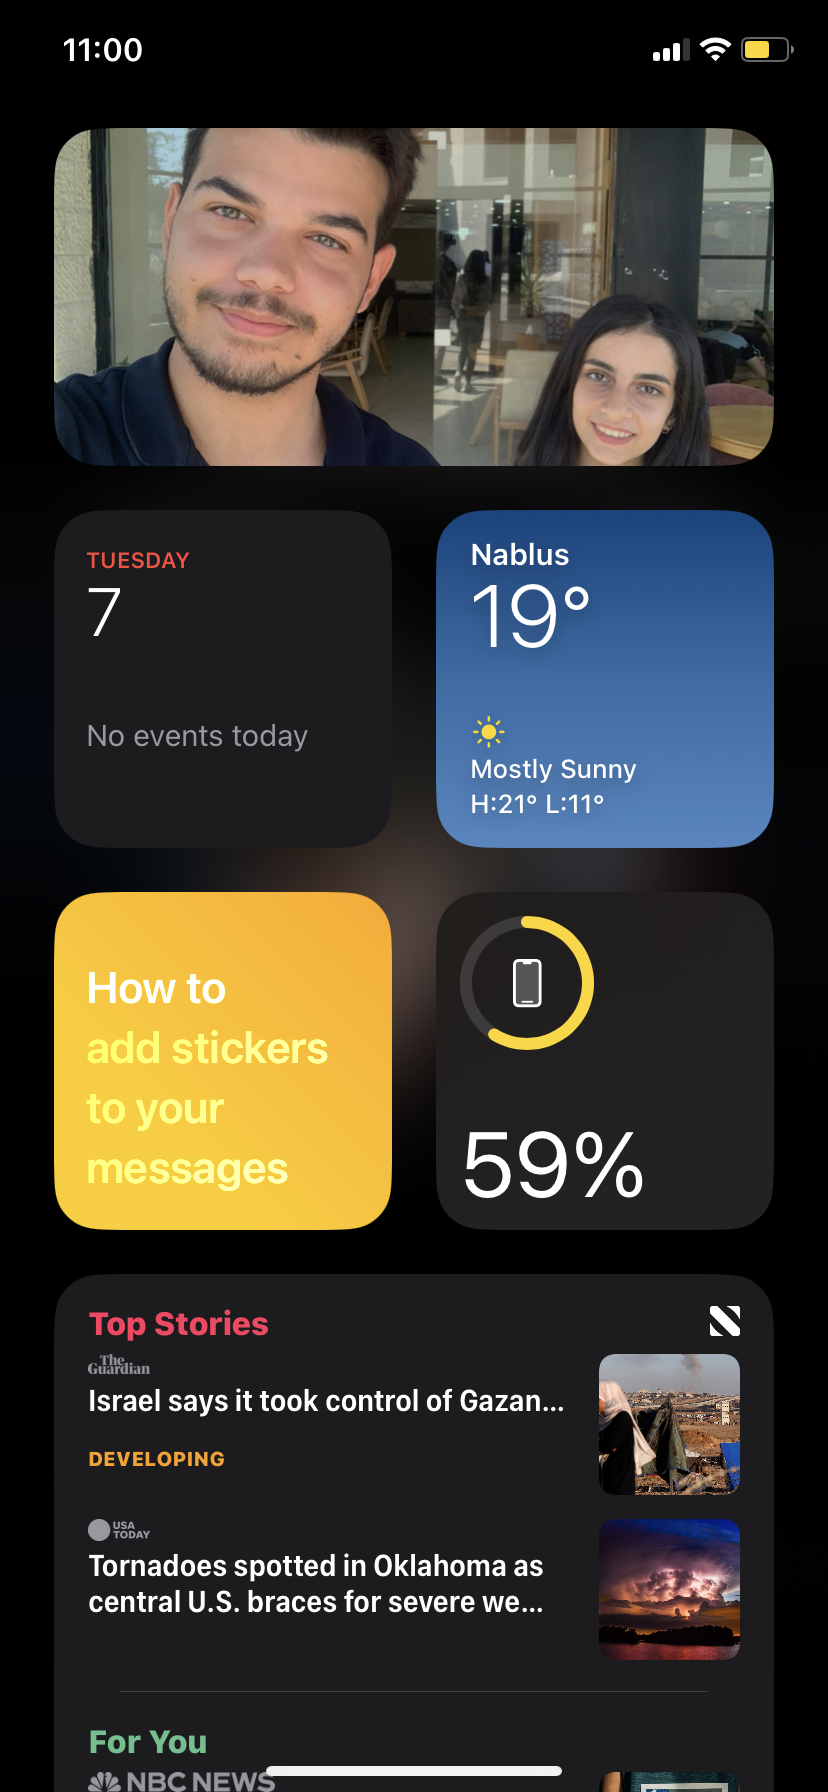 11:00
TUESDAY
7
No events today
Nablus
19°
Mostly Sunny
H:21° L:11°
How to
add stickers
to your
messages
59%
Top Stories
The
Guardian
Israel says it took control of Gazan...
DEVELOPING
USA
TODAY
Tornadoes spotted in Oklahoma as
central U.S. braces for severe we...
For You
NBC NEWS